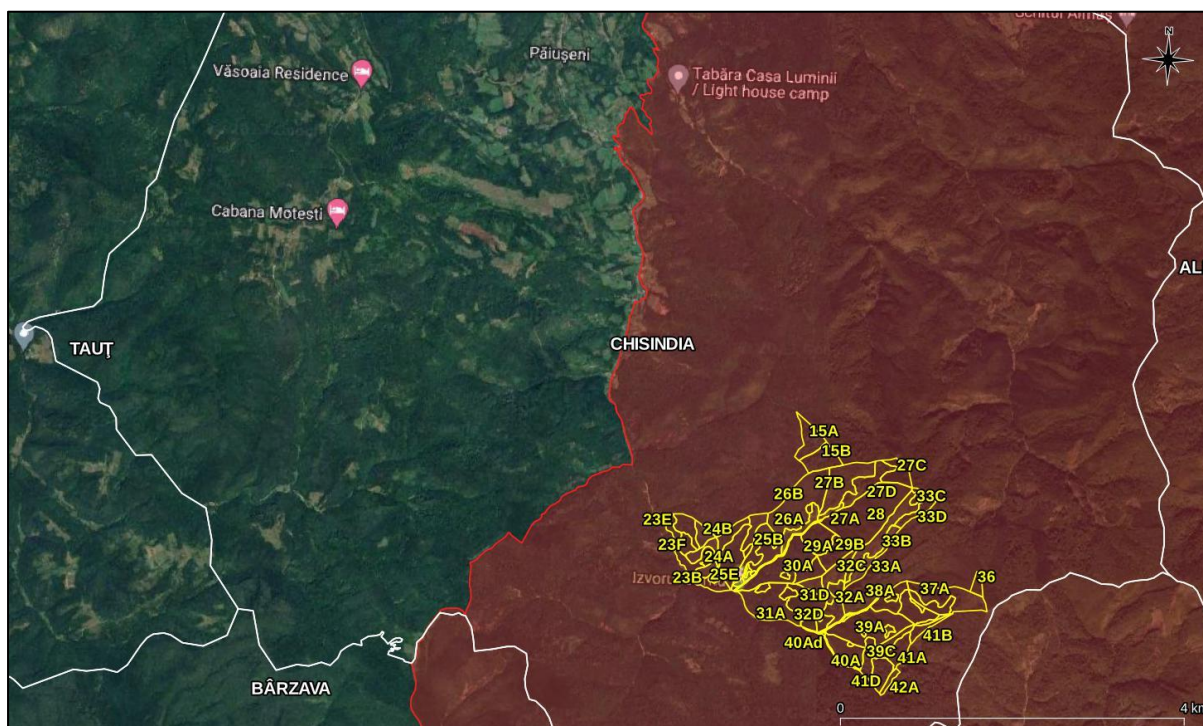 Schitul Almaș
N
Păiușeni
Văsoaia Residence
Tabăra Casa Luminii
/ Light house camp
Cabana Motesti
AL
TAUŢ
CHISINDIA
15A
15B
27C
27B
26B
27D
33C
23E
26A
27A
28
33D
24B
23F
25B
29A
29B
33B
24A
30A
32C
33A
23B
25E
36
31D
38A
37A
32A
31A
32D
39A
40Ad
41B
39C
40A
41A
BÂRZAVA
41D
42A
0
4 km